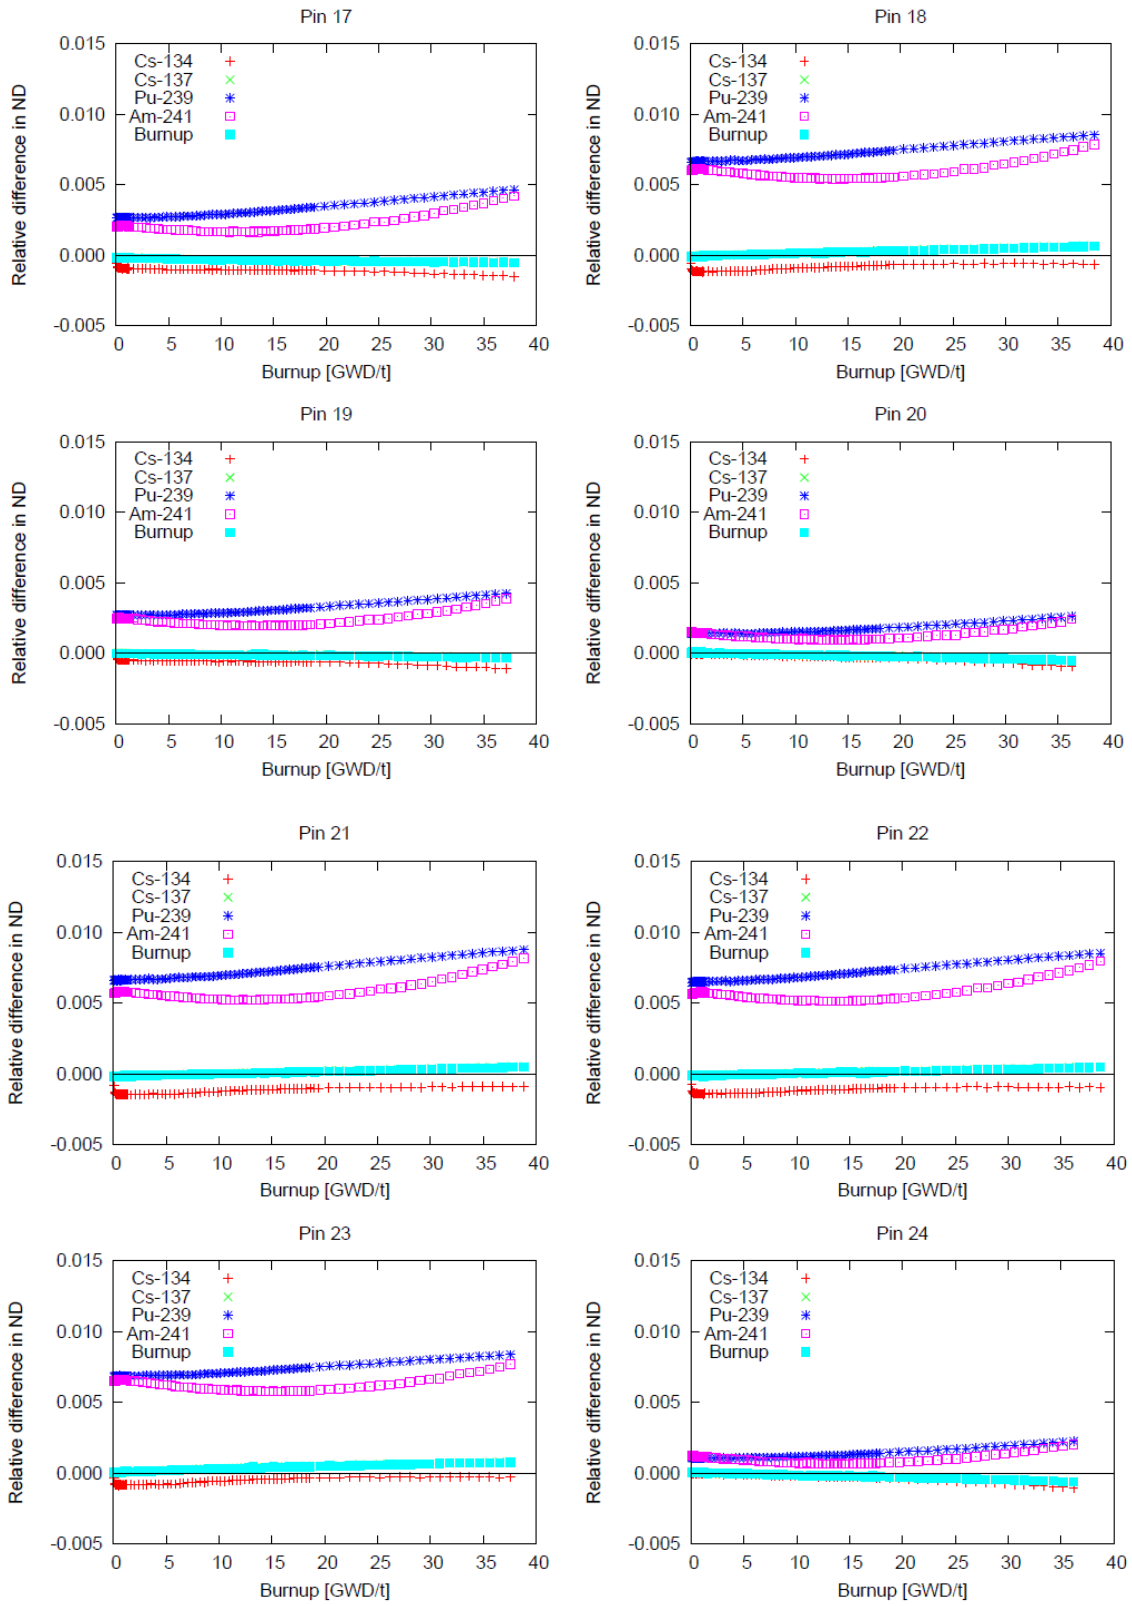 Pin 17
Relative difference in ND
0.015
0.010
0.005
0.000
-0.005
Cs-134
Cs-137
Pu-239
Am-241
Burnup
0 5 10 15 20 25 30 35 40
Burnup [GWD/t]
Pin 18
Relative difference in ND
0.015
0.010
0.005
0.000
-0.005
Cs-134
Cs-137
Pu-239
Am-241
Burnup
0 5 10 15 20 25 30 35 40
Burnup [GWD/t]
Pin 19
Relative difference in ND
0.015
0.010
0.005
0.000
-0.005
Cs-134
Cs-137
Pu-239
Am-241
Burnup
0 5 10 15 20 25 30 35 40
Burnup [GWD/t]
Pin 20
Relative difference in ND
0.015
0.010
0.005
0.000
-0.005
Cs-134
Cs-137
Pu-239
Am-241
Burnup
0 5 10 15 20 25 30 35 40
Burnup [GWD/t]
Pin 21
Relative difference in ND
0.015
0.010
0.005
0.000
-0.005
Cs-134
Cs-137
Pu-239
Am-241
Burnup
0 5 10 15 20 25 30 35 40
Burnup [GWD/t]
Pin 22
Relative difference in ND
0.015
0.010
0.005
0.000
-0.005
Cs-134
Cs-137
Pu-239
Am-241
Burnup
0 5 10 15 20 25 30 35 40
Burnup [GWD/t]
Pin 23
Relative difference in ND
0.015
0.010
0.005
0.000
-0.005
Cs-134
Cs-137
Pu-239
Am-241
Burnup
0 5 10 15 20 25 30 35 40
Burnup [GWD/t]
Pin 24
Relative difference in ND
0.015
0.010
0.005
0.000
-0.005
Cs-134
Cs-137
Pu-239
Am-241
Burnup
0 5 10 15 20 25 30 35 40
Burnup [GWD/t]